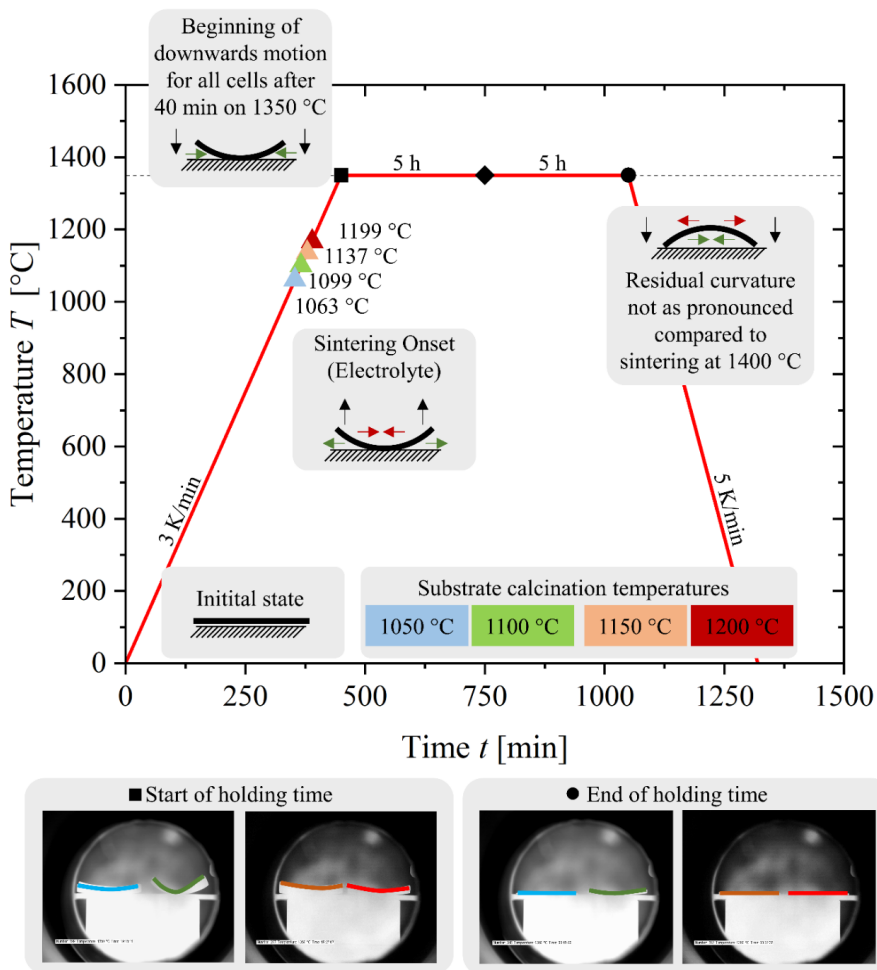 Beginning of
downwards motion
for all cells after
40 min on 1350 °C
1600
1400
1200
1000
800
600
400
200
0
Temperature T [°C]
5 h
5 h
1199 °C
1137 °C
1099 °C
1063 °C
Sintering Onset
(Electrolyte)
Residual curvature
not as pronounced
compared to
sintering at 1400 °C
3 K/min
5 K/min
Initital state
Substrate calcination temperatures
1050 °C
1100 °C
1150 °C
1200 °C
0
250
500
750
1000
1250
1500
Time t [min]
Start of holding time
End of holding time